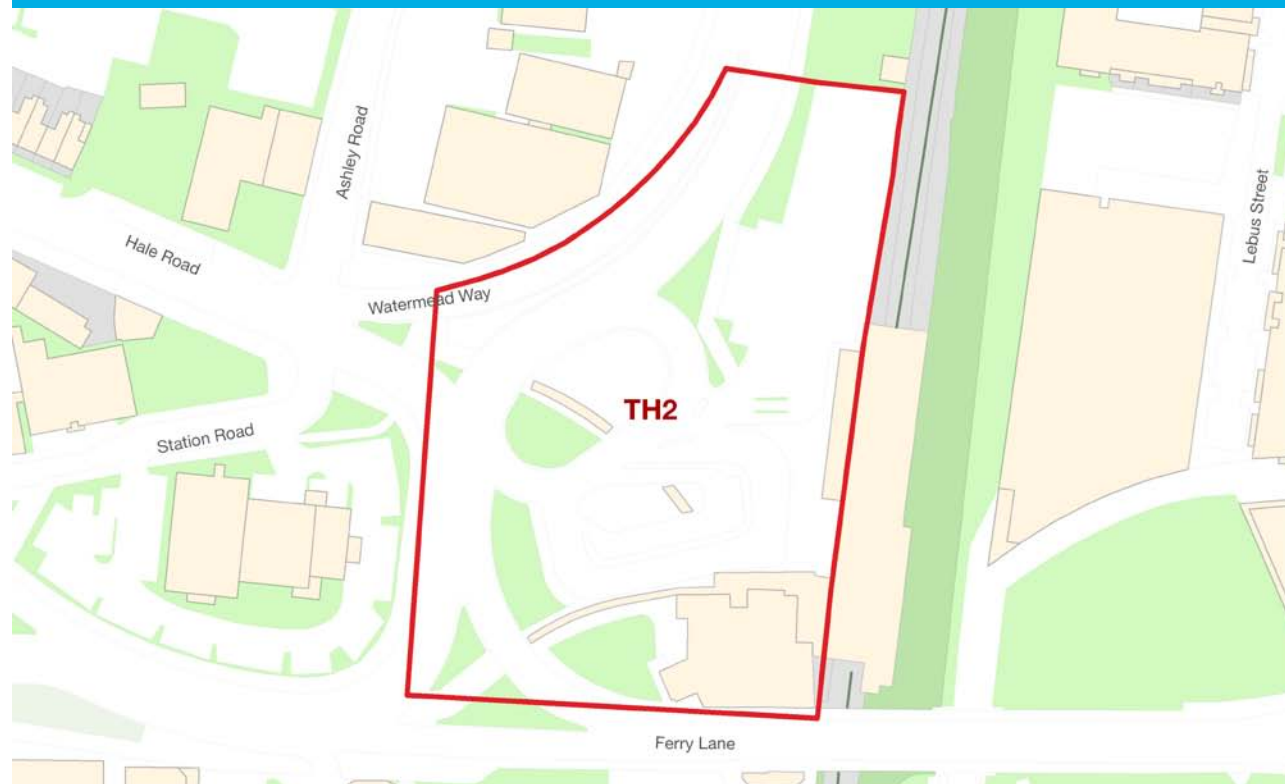 Ashley Road
Lebus Street
Hale Road
Watermead Way
TH2
Station Road
Ferry Lane